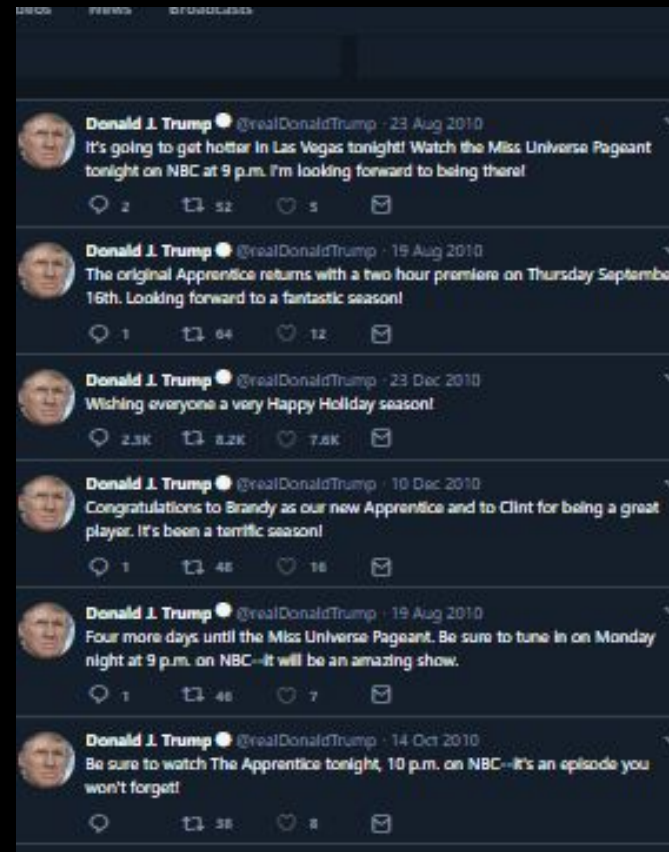 Videos News Broadcasts
Donald J. Trump @realDonaldTrump · 23 Aug 2010
It's going to get hotter in Las Vegas tonight! Watch the Miss Universe Pageant
tonight on NBC at 9 p.m. I'm looking forward to being there!
2 52 5
Donald J. Trump @realDonaldTrump · 19 Aug 2010
The original Apprentice returns with a two hour premiere on Thursday Septembe
16th. Looking forward to a fantastic season!
1 64 12
Donald J. Trump @realDonaldTrump · 23 Dec 2010
Wishing everyone a very Happy Holiday season!
2.3K 8.2K 7.6K
Donald J. Trump @realDonaldTrump · 10 Dec 2010
Congratulations to Brandy as our new Apprentice and to Clint for being a great
player. It's been a terrific season!
1 48 16
Donald J. Trump @realDonaldTrump · 19 Aug 2010
Four more days until the Miss Universe Pageant. Be sure to tune in on Monday
night at 9 p.m. on NBC--it will be an amazing show.
1 46 7
Donald J. Trump @realDonaldTrump · 14 Oct 2010
Be sure to watch The Apprentice tonight, 10 p.m. on NBC--it's an episode you
won't forget!
38 8